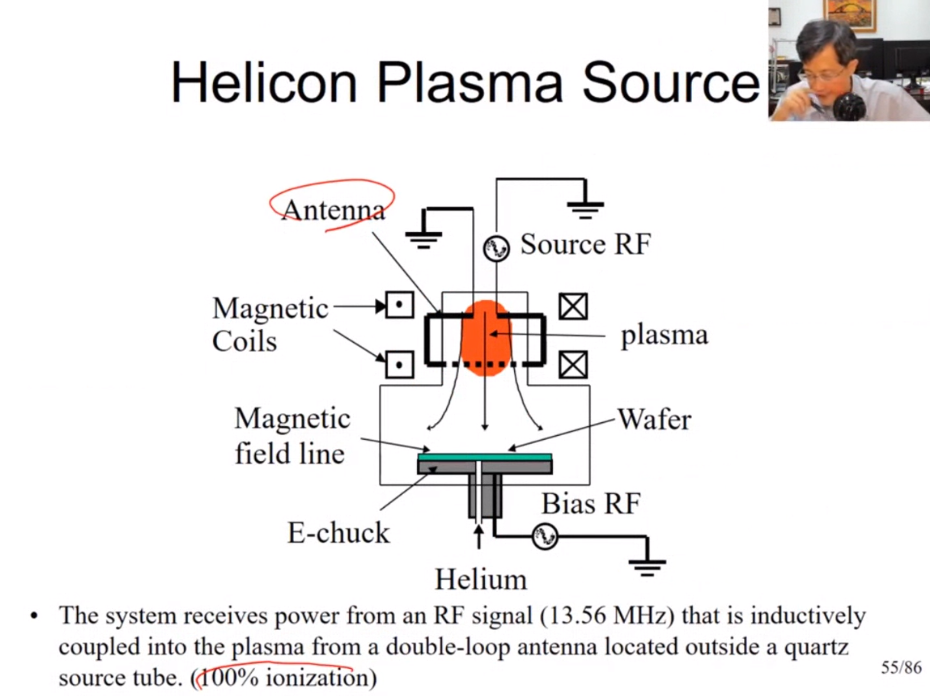 Helicon Plasma Source
Antenna
Source RF
Magnetic
Coils
plasma
Magnetic
field line
Wafer
E-chuck
Bias RF
Helium
• The system receives power from an RF signal (13.56 MHz) that is inductively
coupled into the plasma from a double-loop antenna located outside a quartz
source tube. (100% ionization)
55/86